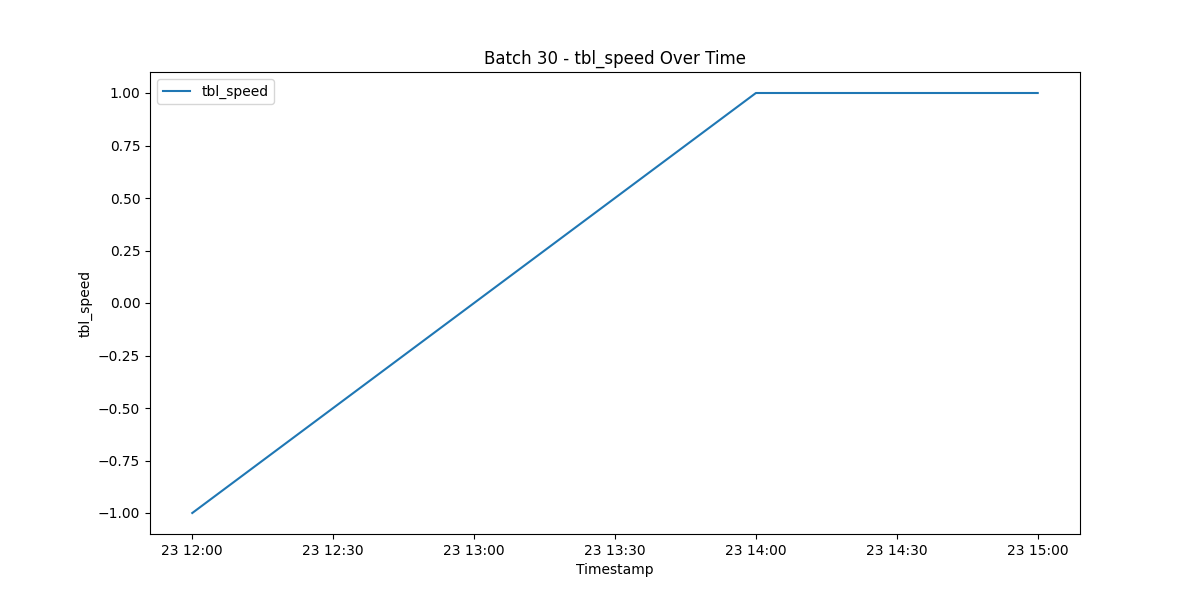 Batch 30 - tbl_speed Over Time
tbl_speed
1.00
0.75
0.50
0.25
0.00
−0.25
−0.50
−0.75
−1.00
tbl_speed
23 12:00 23 12:30 23 13:00 23 13:30 23 14:00 23 14:30 23 15:00
Timestamp